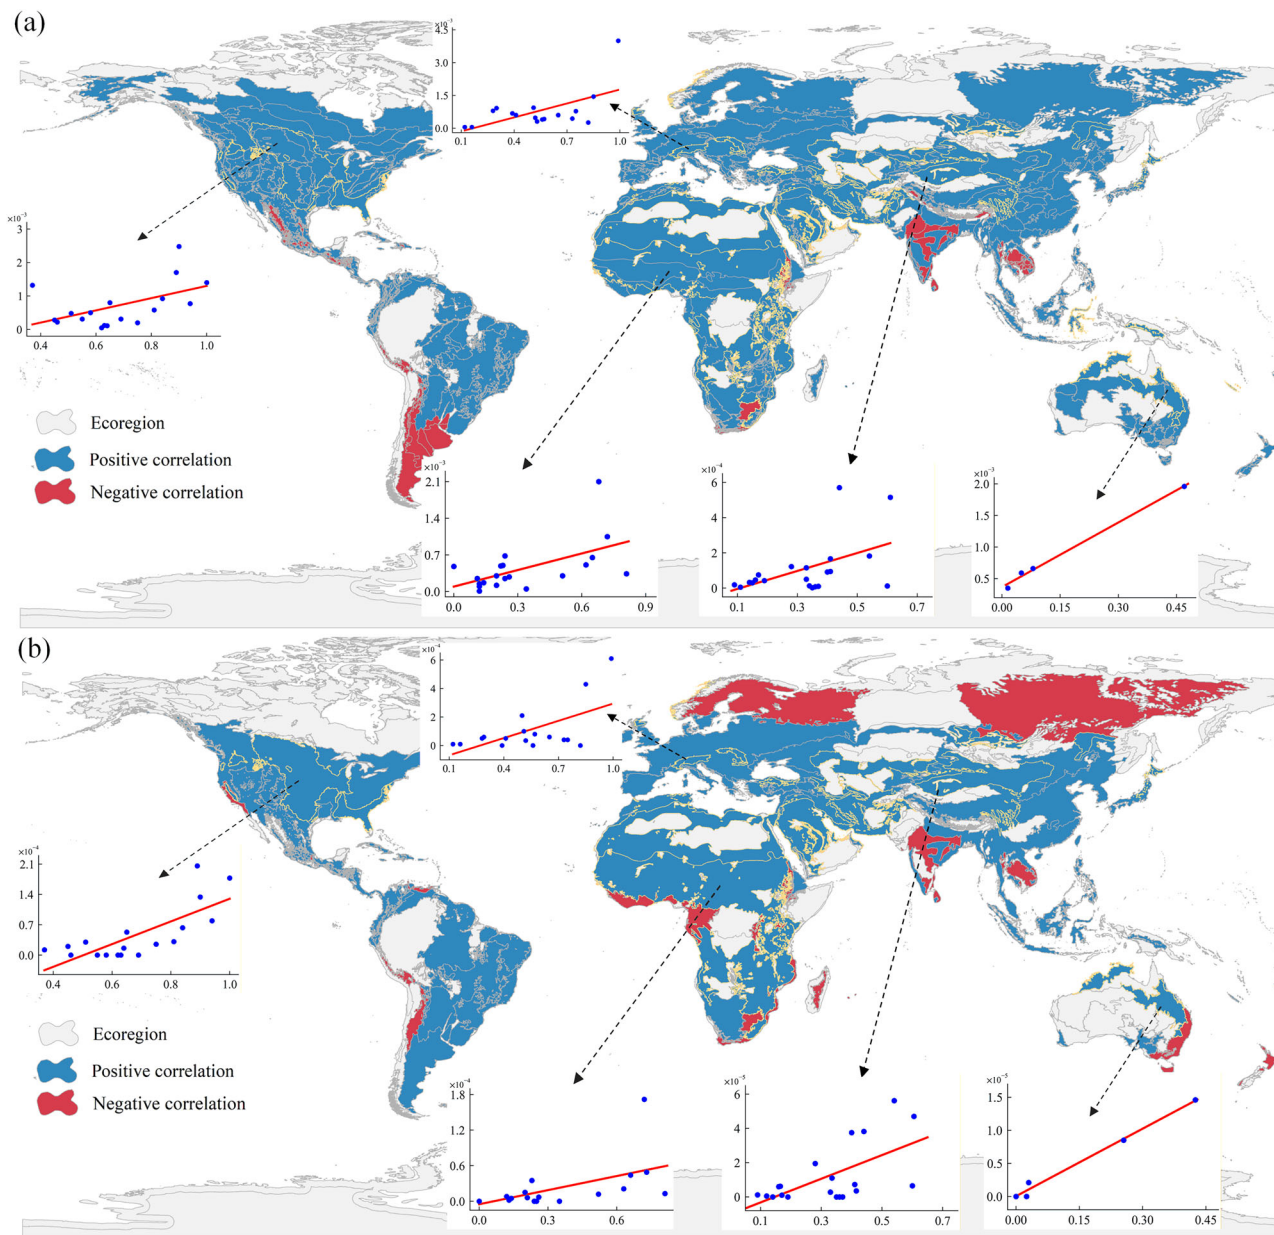 (a)
×10⁻³
4.5
3.0
1.5
0.0
0.1 0.4 0.7 1.0
×10⁻³
3
2
1
0
0.4 0.6 0.8 1.0
Ecoregion
Positive correlation
Negative correlation
×10⁻³
2.1
1.4
0.7
0.0
0.0 0.3 0.6 0.9
×10⁻⁴
6
4
2
0
0.1 0.3 0.5 0.7
×10⁻³
2.0
1.5
1.0
0.5
0.00 0.15 0.30 0.45
(b)
×10⁻⁴
6
4
2
0
0.1 0.4 0.7 1.0
×10⁻⁴
2.1
1.4
0.7
0.0
0.4 0.6 0.8 1.0
Ecoregion
Positive correlation
Negative correlation
×10⁻⁴
1.8
1.2
0.6
0.0
0.0 0.2 0.4 0.6
×10⁻⁵
6
4
2
0
0.1 0.3 0.5 0.7
×10⁻⁵
1.5
1.0
0.5
0.0
0.00 0.15 0.30 0.45